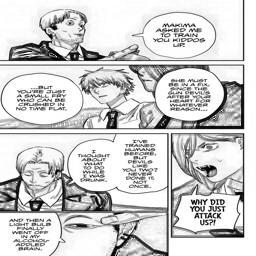 MAKIMA
ASKED ME
TO TRAIN
YOU KIDDOS
UP.
SHE MUST
BE IN A FIX,
SINCE THE
GUN DEVIL'S
AFTER YOUR
HEART FOR
WHATEVER
REASON...
...BUT
YOU'RE JUST
A SMALL FRY
WHO CAN BE
CRUSHED IN
NO TIME FLAT.
WHY DID
YOU JUST
ATTACK
US?!
I'VE
TRAINED
HUMANS
BEFORE,
BUT
DEVILS
LIKE
YOU TWO?
NEVER
DONE IT.
NOT
ONCE.
I
THOUGHT
ABOUT
WHAT
TO DO
WHILE
I WAS
DRUNK.
AND THEN A
LIGHT BULB
FINALLY
WENT OFF
IN MY
ALCOHOL-
ADDLED
BRAIN.